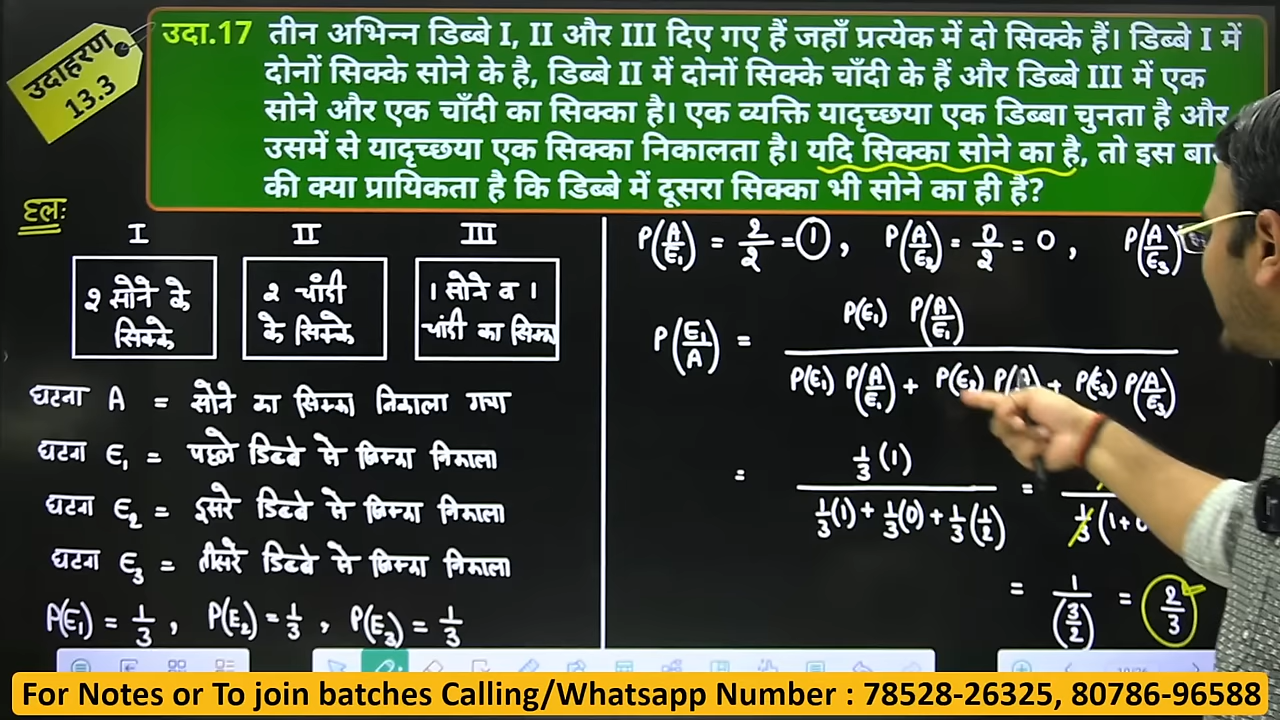 उदाहरण
13.3
उदा.17 तीन अभिन्न डिब्बे I, II और III दिए गए हैं जहाँ प्रत्येक में दो सिक्के हैं। डिब्बे I में
दोनों सिक्के सोने के है, डिब्बे II में दोनों सिक्के चाँदी के हैं और डिब्बे III में एक
सोने और एक चाँदी का सिक्का है। एक व्यक्ति यादृच्छया एक डिब्बा चुनता है और
उसमें से यादृच्छया एक सिक्का निकालता है। यदि सिक्का सोने का है, तो इस
की क्या प्रायिकता है कि डिब्बे में दूसरा सिक्का भी सोने का ही है?
हलः
I II III
2 सोने के सिक्के
2 चांदी के सिक्के
1 सोने व 1 चांदी का सिक्का
घटना A = सोने का सिक्का निकाला गया
घटना E₁ = पहले डिब्बे से सिक्का निकाला
घटना E₂ = दूसरे डिब्बे से सिक्का निकाला
घटना E₃ = तीसरे डिब्बे से सिक्का निकाला
P(E₁) = 1/3 , P(E₂) = 1/3 , P(E₃) = 1/3
P(A/E₁) = 2/2 = 1 , P(A/E₂) = 0/2 = 0 , P(A/E₃)
P(E₁/A) = P(E₁) P(A/E₁) / P(E₁) P(A/E₁) + P(E₂) P( + P(E₃) P(A/E₃)
= 1/3 (1) / 1/3 (1) + 1/3 (0) + 1/3 (1/2) = 1/3 (1+0
= 1/(3/2) = 2/3
For Notes or To join batches Calling/Whatsapp Number : 78528-26325, 80786-96588